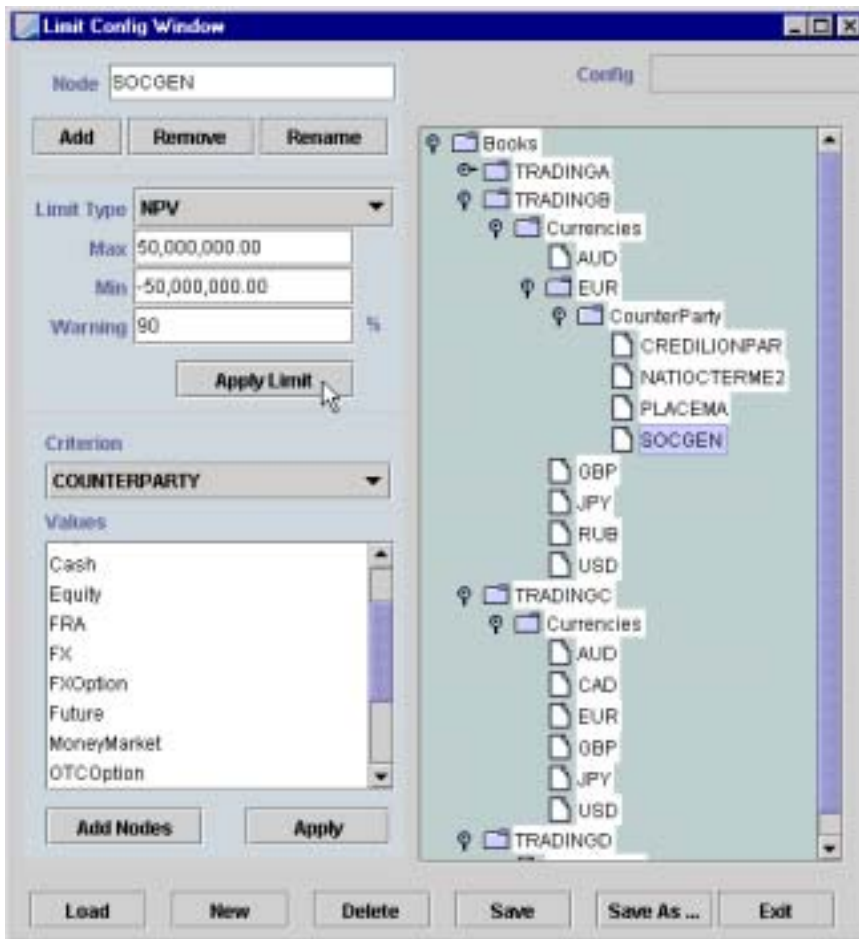 Limit Config Window
Node SOCGEN
Add Remove Rename
Limit Type NPV
Max 50,000,000.00
Min -50,000,000.00
Warning 90 %
Apply Limit
Criterion
COUNTERPARTY
Values
Cash
Equity
FRA
FX
FXOption
Future
MoneyMarket
OTCOption
Add Nodes Apply
Config
Books
TRADINGA
TRADINGB
Currencies
AUD
EUR
CounterParty
CREDILIONPAR
NATIOCTERME2
PLACEMA
SOCGEN
GBP
JPY
RUB
USD
TRADINGC
Currencies
AUD
CAD
EUR
GBP
JPY
USD
TRADINGD
Load New Delete Save Save As ... Exit